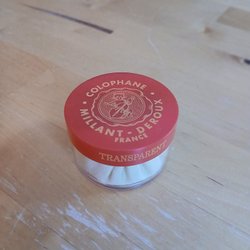 COLOPHANE
MILLANT - DEROUX
FRANCE
TRANSPARENT